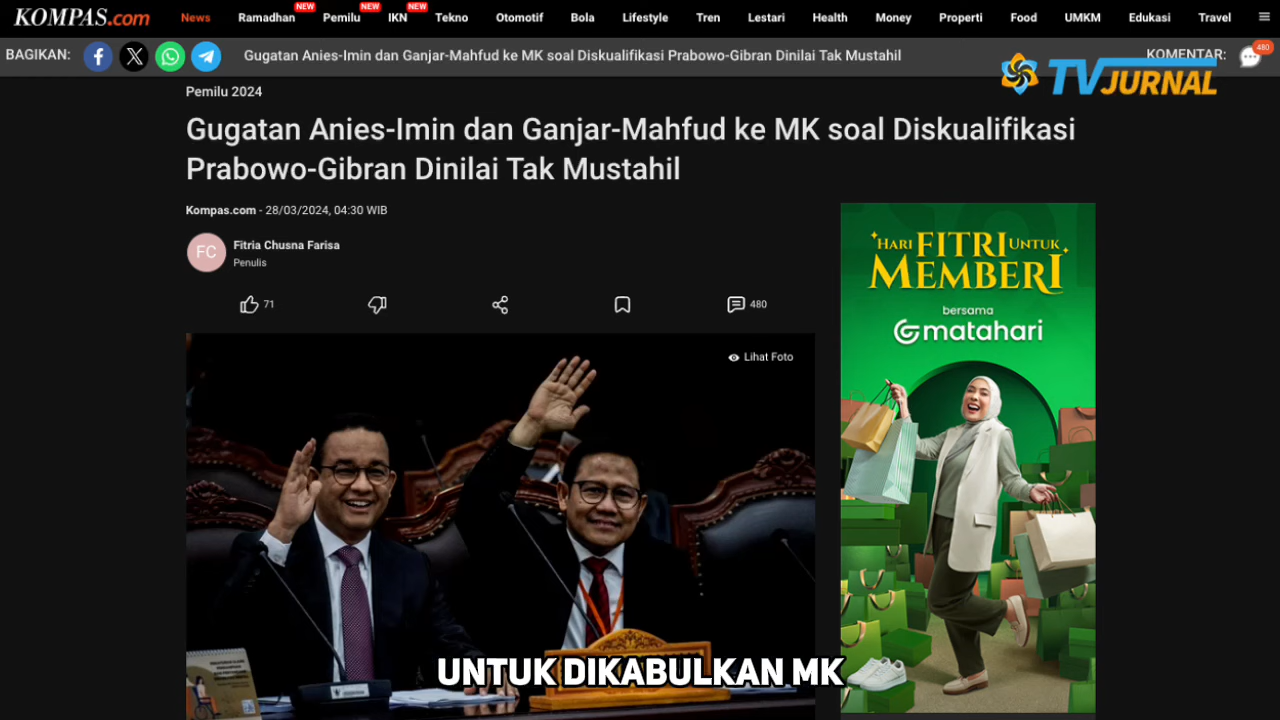 KOMPAS.com
News
Ramadhan
NEW
Pemilu
NEW
IKN
NEW
Tekno
Otomotif
Bola
Lifestyle
Tren
Lestari
Health
Money
Properti
Food
UMKM
Edukasi
Travel
BAGIKAN:
Gugatan Anies-Imin dan Ganjar-Mahfud ke MK soal Diskualifikasi Prabowo-Gibran Dinilai Tak Mustahil
KOMENTAR:
480
TVJURNAL
Pemilu 2024
Gugatan Anies-Imin dan Ganjar-Mahfud ke MK soal Diskualifikasi
Prabowo-Gibran Dinilai Tak Mustahil
Kompas.com - 28/03/2024, 04:30 WIB
FC
Fitria Chusna Farisa
Penulis
71
480
Lihat Foto
HARI FITRI UNTUK
MEMBERI
bersama
matahari
UNTUK DIKABULKAN MK